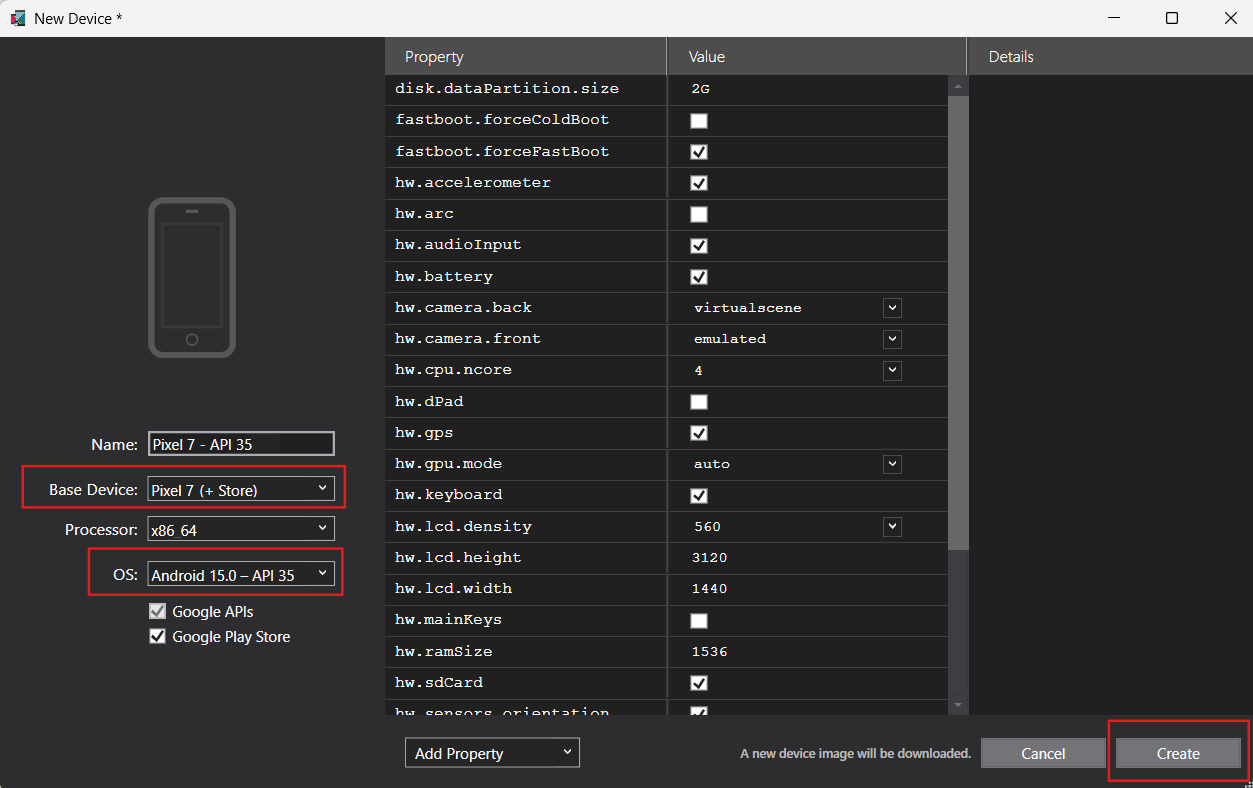 New Device *
Property Value Details
disk.dataPartition.size 2G
fastboot.forceColdBoot
fastboot.forceFastBoot
hw.accelerometer
hw.arc
hw.audioInput
hw.battery
hw.camera.back virtualscene
hw.camera.front emulated
hw.cpu.ncore 4
hw.dPad
hw.gps
hw.gpu.mode auto
hw.keyboard
hw.lcd.density 560
hw.lcd.height 3120
hw.lcd.width 1440
hw.mainKeys
hw.ramSize 1536
hw.sdCard
hw.sensors.orientation
Name: Pixel 7 - API 35
Base Device: Pixel 7 (+ Store)
Processor: x86_64
OS: Android 15.0 – API 35
Google APIs
Google Play Store
Add Property
A new device image will be downloaded.
Cancel
Create